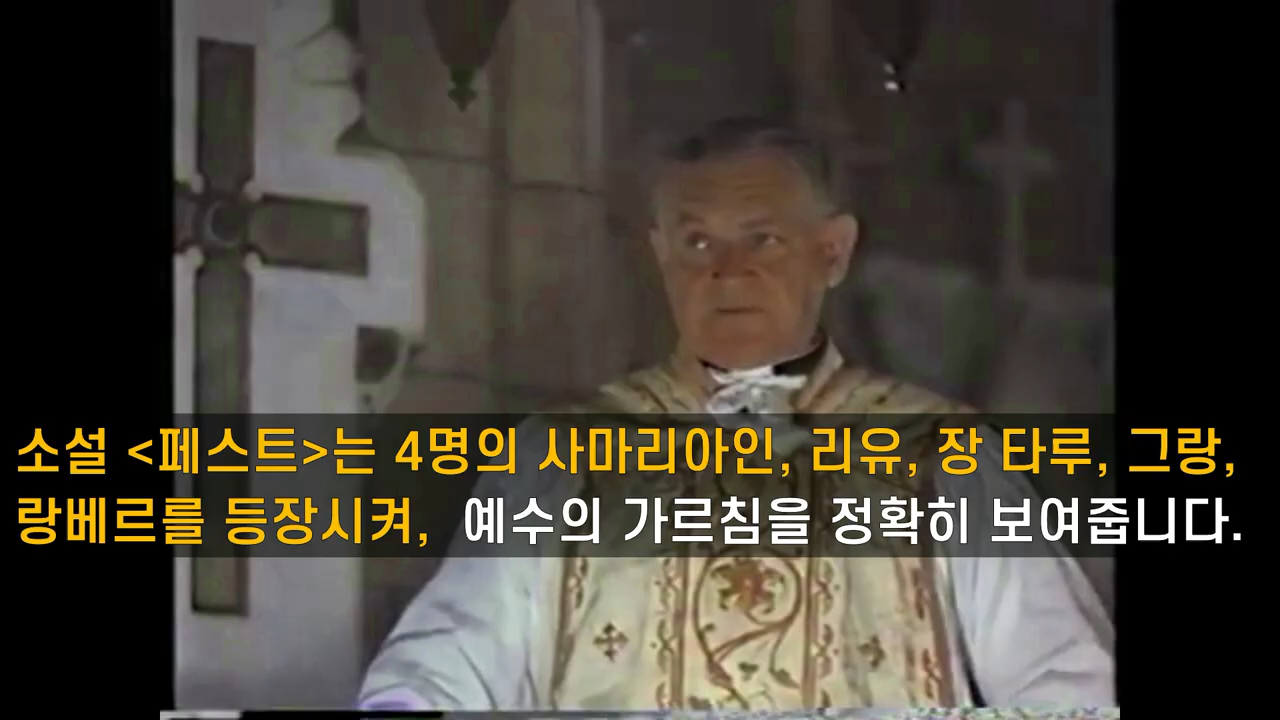 소설 <페스트>는 4명의 사마리아인, 리유, 장 타루, 그랑,
랑베르를 등장시켜, 예수의 가르침을 정확히 보여줍니다.